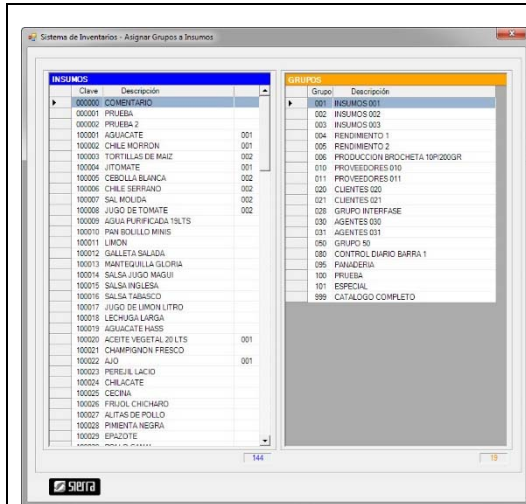 Sistema de Inventarios - Asignar Grupos a Insumos
INSUMOS
Clave Descripción
000000 COMENTARIO
000001 PRUEBA
000002 PRUEBA 2
100001 AGUACATE 001
100002 CHILE MORRON 001
100003 TORTILLAS DE MAIZ 002
100004 JITOMATE 001
100005 CEBOLLA BLANCA 002
100006 CHILE SERRANO 002
100007 SAL MOLIDA 002
100008 JUGO DE TOMATE 002
100009 AGUA PURIFICADA 19LTS
100010 PAN BOLILLO MINIS
100011 LIMON
100012 GALLETA SALADA
100013 MANTEQUILLA GLORIA
100014 SALSA JUGO MAGUI
100015 SALSA INGLESA
100016 SALSA TABASCO
100017 JUGO DE LIMON LITRO
100018 LECHUGA LARGA
100019 AGUACATE HASS
100020 ACEITE VEGETAL 20 LTS 001
100021 CHAMPIGNON FRESCO
100022 AJO 001
100023 PEREJIL LACIO
100024 CHILACATE
100025 CECINA
100026 FRIJOL CHICHARO
100027 ALITAS DE POLLO
100028 PIMIENTA NEGRA
100029 EPAZOTE
144
GRUPOS
Grupo Descripción
001 INSUMOS 001
002 INSUMOS 002
003 INSUMOS 003
004 RENDIMIENTO 1
005 RENDIMIENTO 2
006 PRODUCCION BROCHETA 10P/200GR
010 PROVEEDORES 010
011 PROVEEDORES 011
020 CLIENTES 020
021 CLIENTES 021
028 GRUPO INTERFASE
030 AGENTES 030
031 AGENTES 031
050 GRUPO 50
080 CONTROL DIARIO BARRA 1
095 PANADERIA
100 PRUEBA
101 ESPECIAL
999 CATALOGO COMPLETO
19
sierra